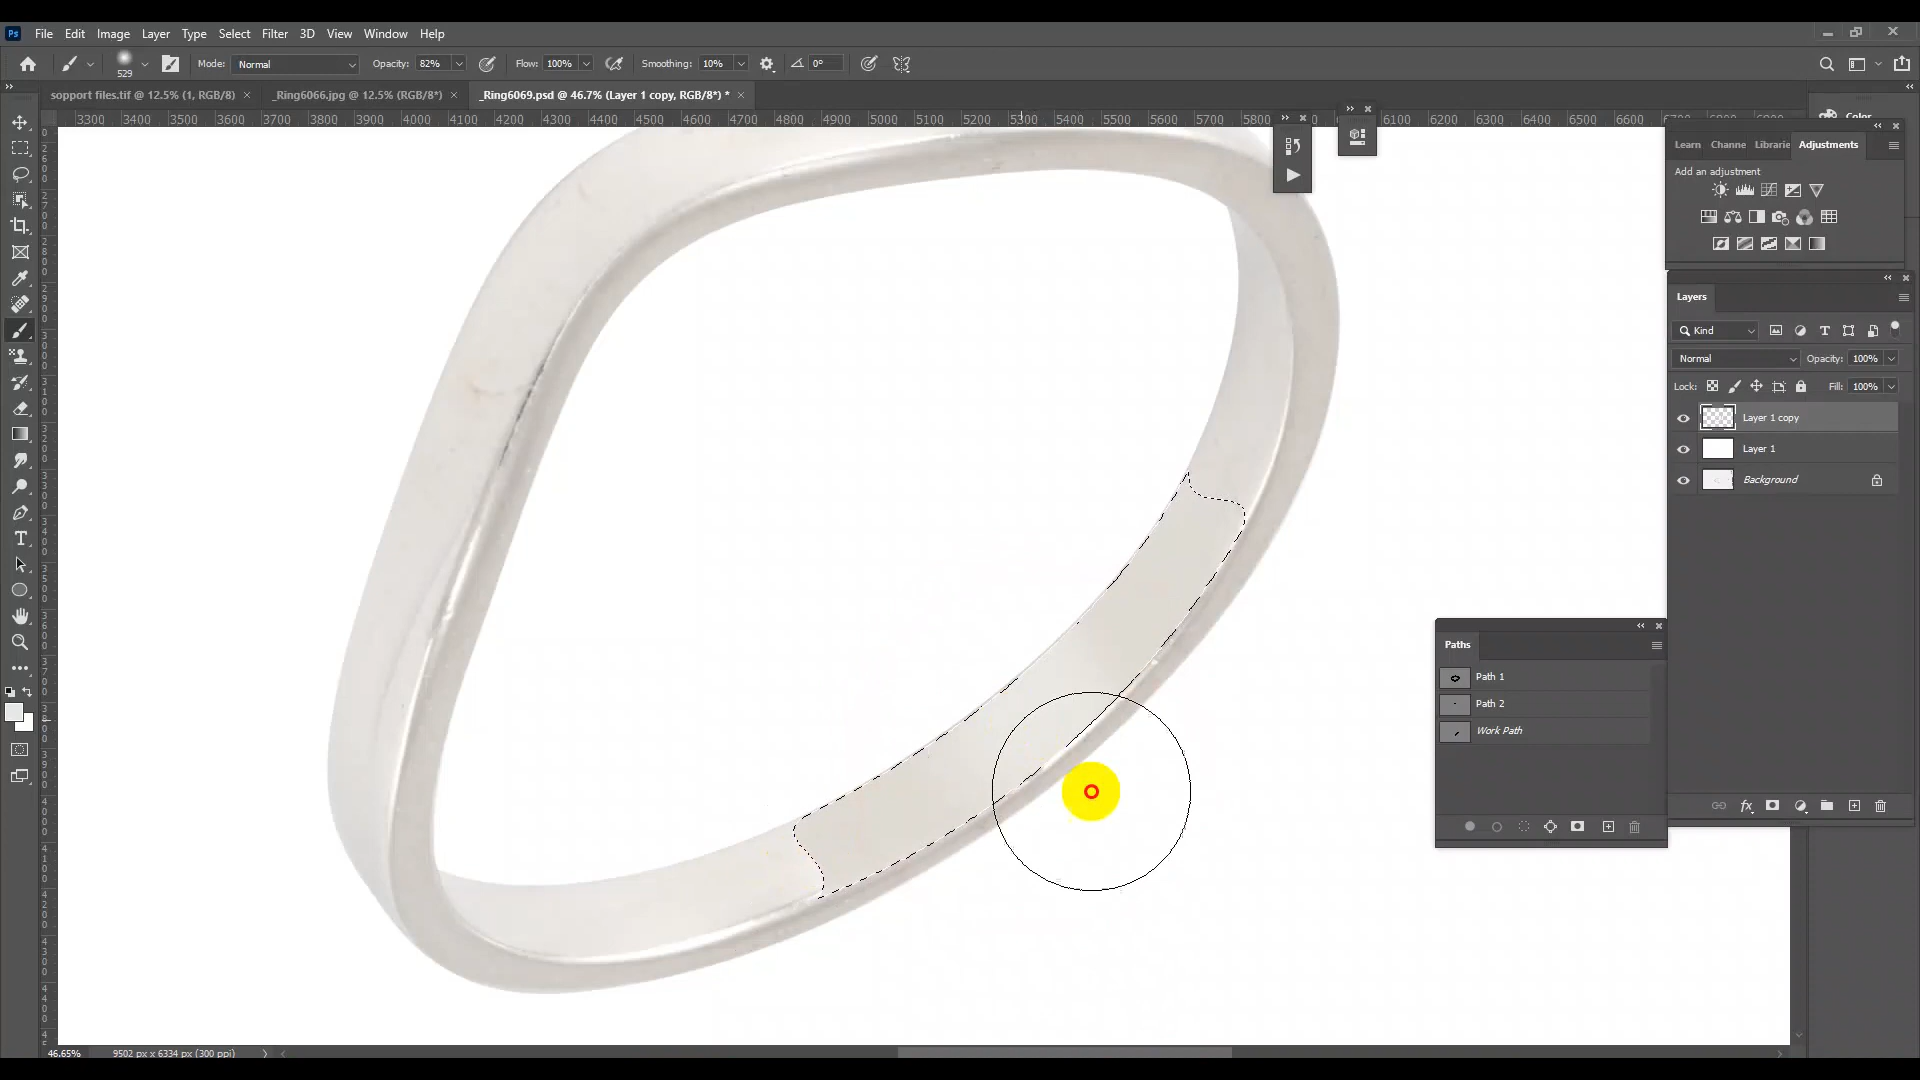 Ps File Edit Image Layer Type Select Filter 3D View Window Help
529 Mode: Normal Opacity: 82% Flow: 100% Smoothing: 10% 0°
sopport files.tif @ 12.5% (1, RGB/8) × _Ring6066.jpg @ 12.5% (RGB/8*) × _Ring6069.psd @ 46.7% (Layer 1 copy, RGB/8*) * ×
3300 3400 3500 3600 3700 3800 3900 4000 4100 4200 4300 4400 4500 4600 4700 4800 4900 5000 5100 5200 5300 5400 5500 5600 5700 5800 6100 6200 6300 6400 6500 6600 6700
Color
Learn Channe Librarie Adjustments
Add an adjustment
Layers
Kind
Normal Opacity: 100%
Lock: Fill: 100%
Layer 1 copy
Layer 1
Background
fx
Paths
Path 1
Path 2
Work Path
46.65% 9502 px x 6334 px (300 ppi)